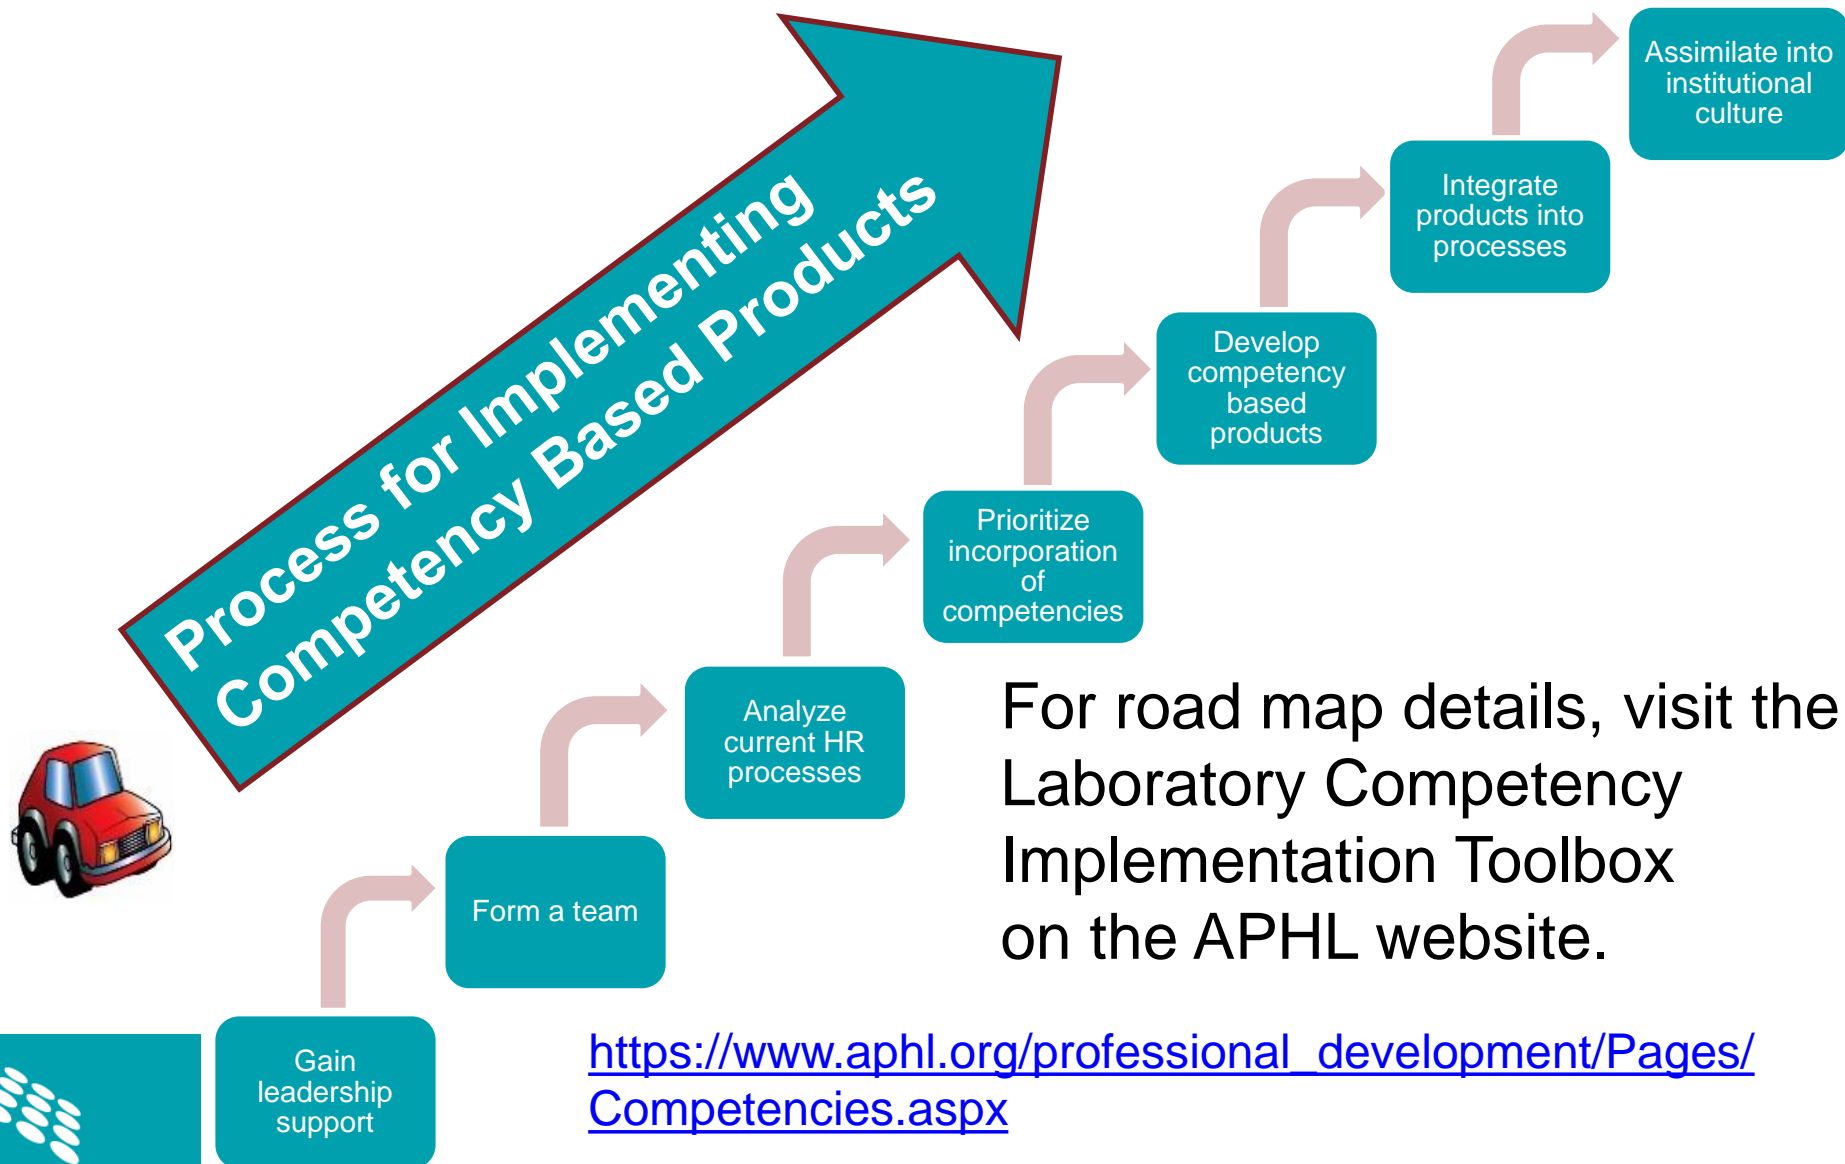 Process for Implementing
Competency Based Products
Assimilate into
institutional
culture
Integrate
products into
processes
Develop
competency
based
products
Prioritize
incorporation
of
competencies
Analyze
current HR
processes
Form a team
Gain
leadership
support
For road map details, visit the
Laboratory Competency
Implementation Toolbox
on the APHL website.
https://www.aphl.org/professional_development/Pages/
Competencies.aspx